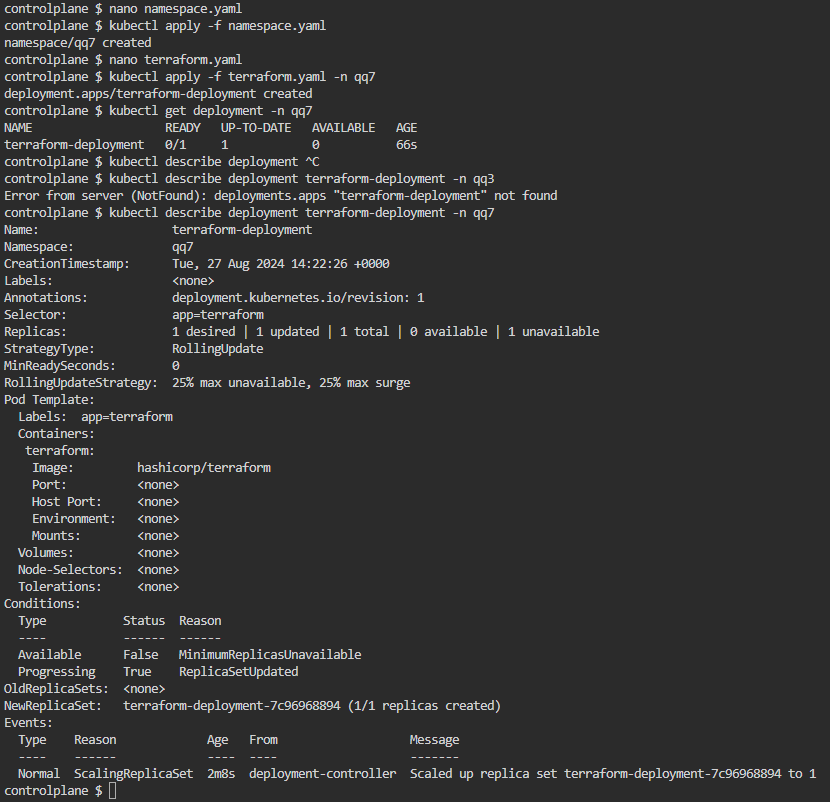 controlplane $ nano namespace.yaml
controlplane $ kubectl apply -f namespace.yaml
namespace/qq7 created
controlplane $ nano terraform.yaml
controlplane $ kubectl apply -f terraform.yaml -n qq7
deployment.apps/terraform-deployment created
controlplane $ kubectl get deployment -n qq7
NAME                   READY   UP-TO-DATE   AVAILABLE   AGE
terraform-deployment   0/1     1            0           66s
controlplane $ kubectl describe deployment ^C
controlplane $ kubectl describe deployment terraform-deployment -n qq3
Error from server (NotFound): deployments.apps "terraform-deployment" not found
controlplane $ kubectl describe deployments terraform-deployment -n qq7
Name:                   terraform-deployment
Namespace:              qq7
CreationTimestamp:      Tue, 27 Aug 2024 14:22:26 +0000
Labels:                 <none>
Annotations:            deployment.kubernetes.io/revision: 1
Selector:               app=terraform
Replicas:               1 desired | 1 updated | 1 total | 0 available | 1 unavailable
StrategyType:           RollingUpdate
MinReadySeconds:        0
RollingUpdateStrategy:  25% max unavailable, 25% max surge
Pod Template:
  Labels:  app=terraform
  Containers:
   terraform:
    Image:         hashicorp/terraform
    Port:          <none>
    Host Port:     <none>
    Environment:   <none>
    Mounts:        <none>
  Volumes:         <none>
  Node-Selectors:  <none>
  Tolerations:     <none>
Conditions:
  Type           Status  Reason
  ----           ------  ------
  Available      False   MinimumReplicasUnavailable
  Progressing    True    ReplicaSetUpdated
OldReplicaSets:  <none>
NewReplicaSet:   terraform-deployment-7c96968894 (1/1 replicas created)
Events:
  Type    Reason             Age   From                   Message
  ----    ------             ----  ----                   -------
  Normal  ScalingReplicaSet  2m8s  deployment-controller  Scaled up replica set terraform-deployment-7c96968894 to 1
controlplane $